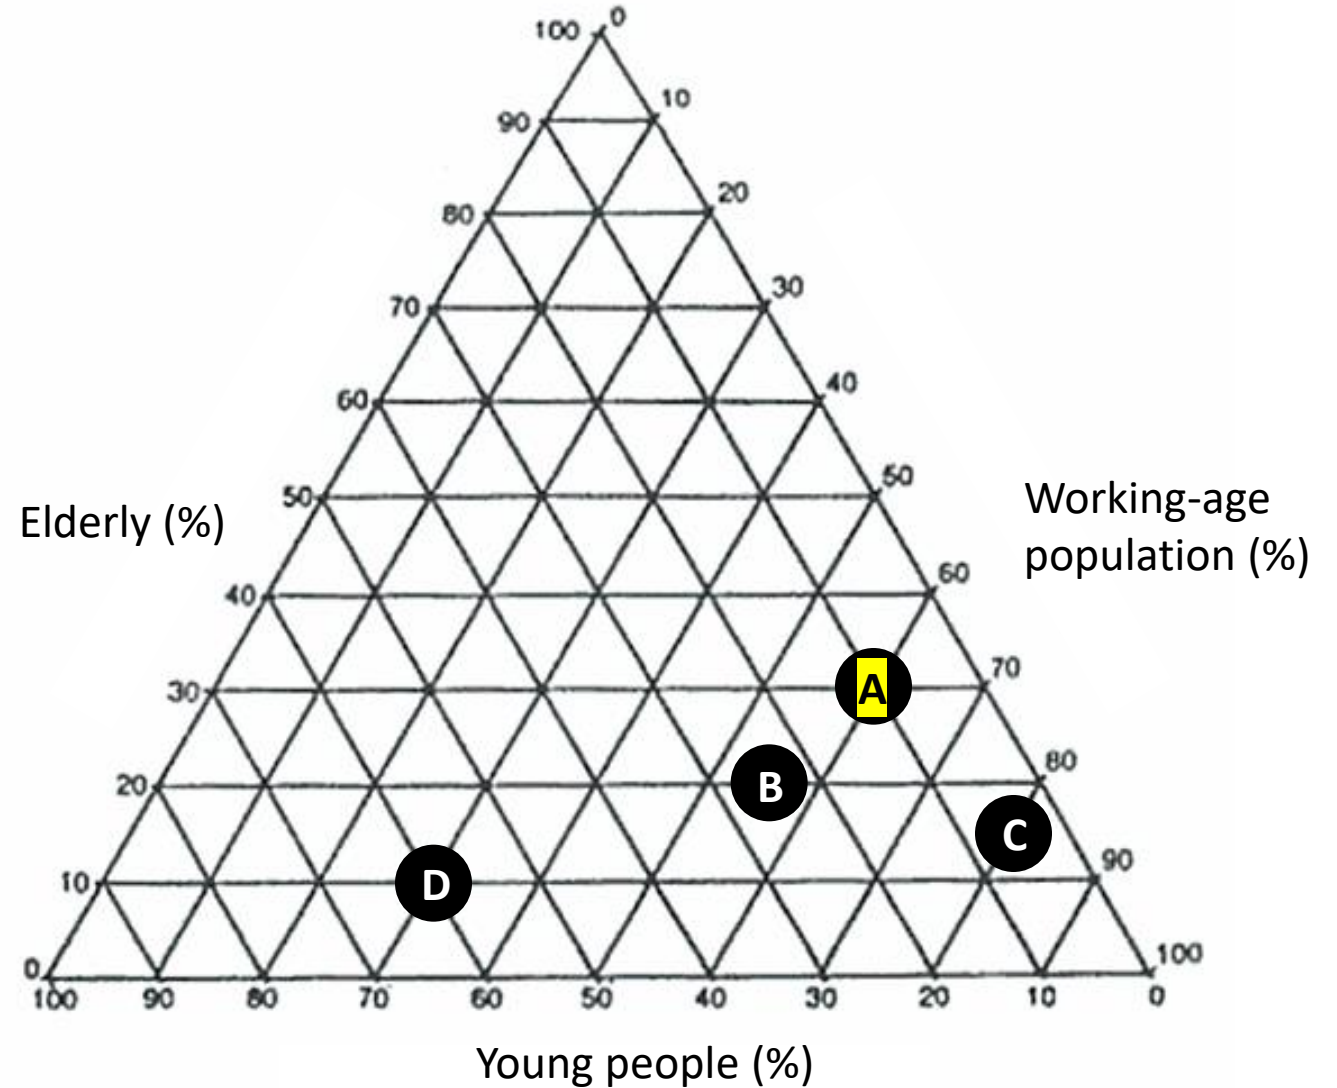 100 0
90 10
80 20
70 30
60 40
50 50
Elderly (%)
Working-age
population (%)
40 60
30 A 70
20 B 80
C
10 D 90
0 100
100 90 80 70 60 50 40 30 20 10 0
Young people (%)